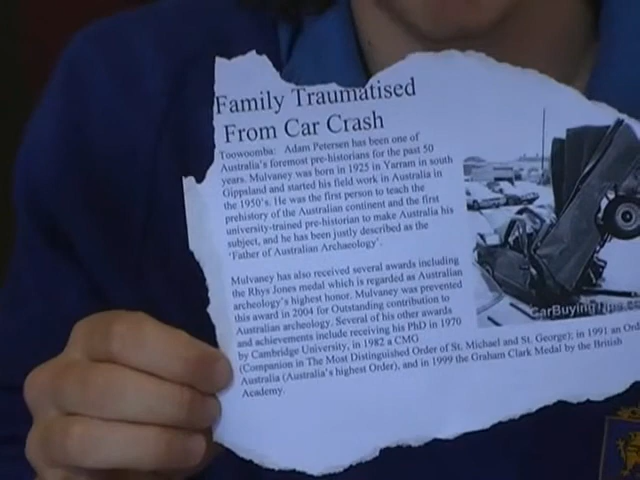 Family Traumatised
From Car Crash
Toowoomba: Adam Petersen has been one of
Australia's foremost pre-historians for the past 50
years. Mulvaney was born in 1925 in Yarram in south
Gippsland and started his field work in Australia in
the 1950's. He was the first person to teach the
prehistory of the Australian continent and the first
university-trained pre-historian to make Australia his
subject, and he has been justly described as the
'Father of Australian Archaeology'.
Mulvaney has also received several awards including
the Rhys Jones medal which is regarded as Australian
archeology's highest honor. Mulvaney was prevented
this award in 2004 for Outstanding contribution to
Australian archeology. Several of his other awards
and achievements include receiving his PhD in 1970
by Cambridge University, in 1982 a CMG
(Companion in The Most Distinguished Order of St. Michael and St. George); in 1991 an Ord
Australia (Australia's highest Order), and in 1999 the Graham Clark Medal by the British
Academy.
CarBuyingTips.co